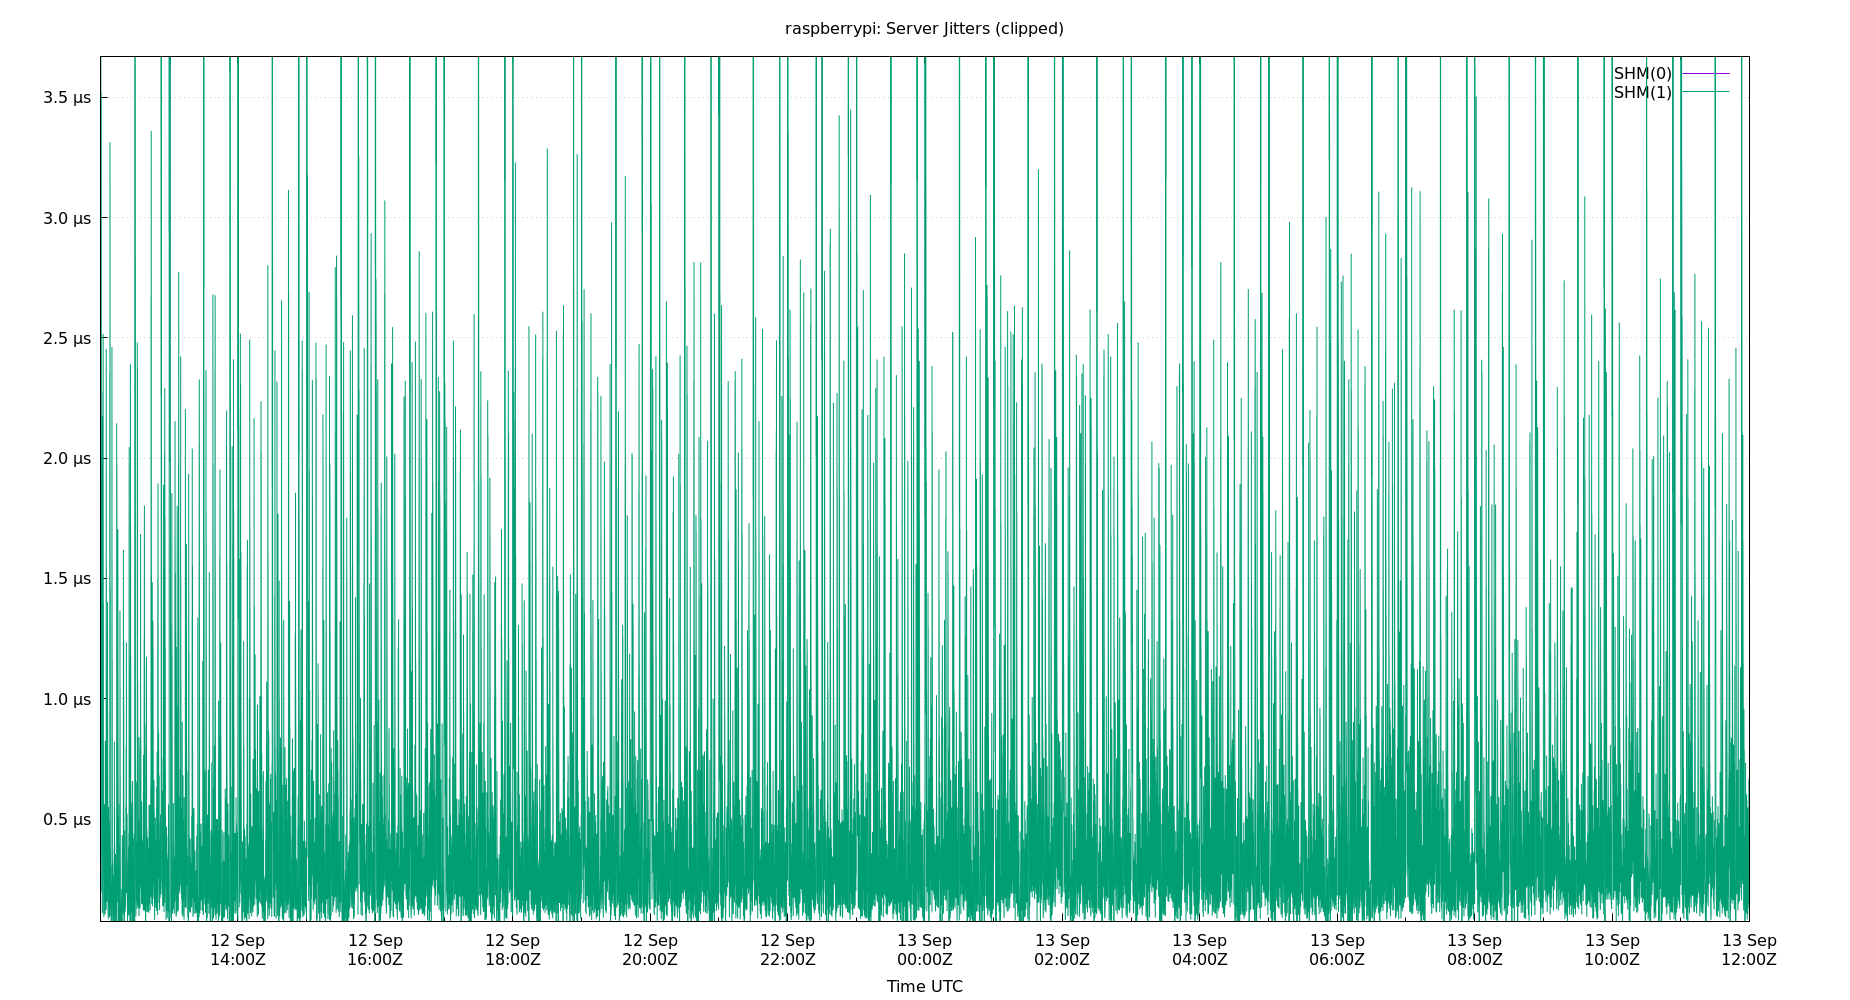 raspberrypi: Server Jitters (clipped)
SHM(0)
SHM(1)
3.5 μs
3.0 μs
2.5 μs
2.0 μs
1.5 μs
1.0 μs
0.5 μs
12 Sep 12 Sep 12 Sep 12 Sep 12 Sep 13 Sep 13 Sep 13 Sep 13 Sep 13 Sep 13 Sep 13 Sep
14:00Z 16:00Z 18:00Z 20:00Z 22:00Z 00:00Z 02:00Z 04:00Z 06:00Z 08:00Z 10:00Z 12:00Z
Time UTC